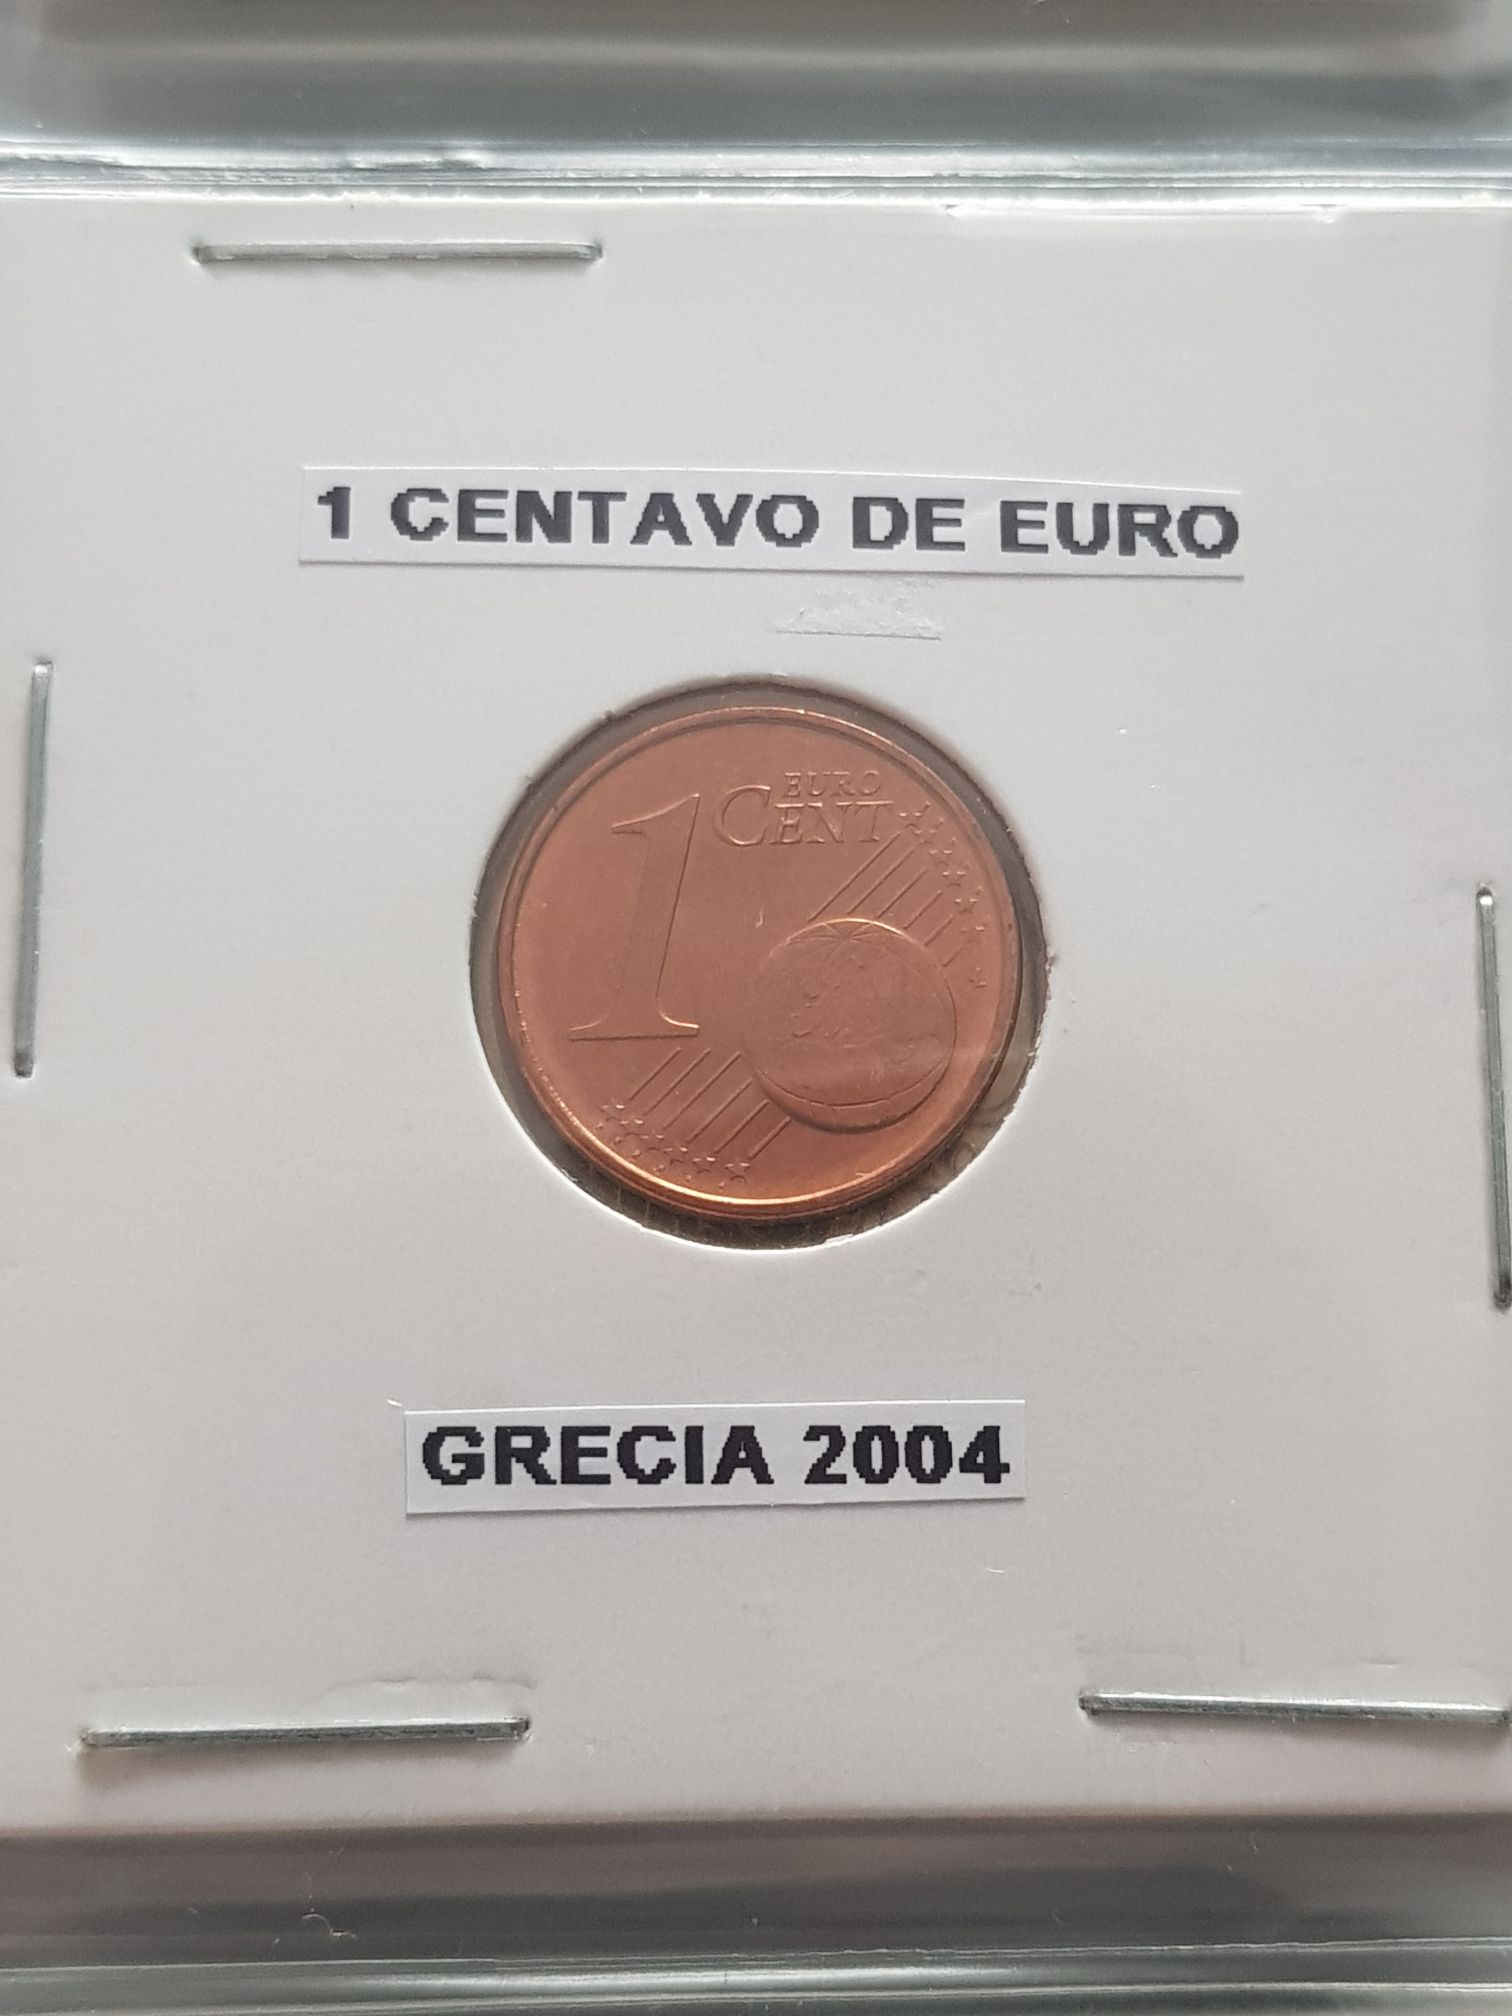 1 CENTAVO DE EURO
1 EURO
CENT
GRECIA 2004